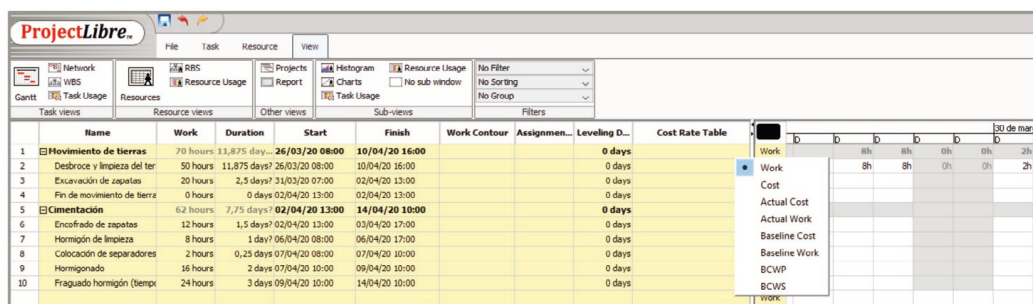 ProjectLibre™
File Task Resource View
Network RBS Projects Histogram Resource Usage No Filter
WBS Resource Usage Report Charts No sub window No Sorting
Gantt Task Usage Resources Task Usage No Group
Task views Resource views Other views Sub-views Filters
Name Work Duration Start Finish Work Contour Assignmen... Leveling D... Cost Rate Table 30 de mar
D D D D D
1 Movimiento de tierras 70 hours 11,875 day... 26/03/20 08:00 10/04/20 16:00 0 days Work 8h 8h 0h 0h 2h
2 Desbroce y limpieza del ter 50 hours 11,875 days? 26/03/20 08:00 10/04/20 16:00 0 days Work 8h 8h 0h 0h 2h
3 Excavación de zapatas 20 hours 2,5 days? 31/03/20 07:00 02/04/20 13:00 0 days Cost
4 Fin de movimiento de tierra 0 hours 0 days 02/04/20 13:00 02/04/20 13:00 0 days Actual Cost
5 Cimentación 62 hours 7,75 days? 02/04/20 13:00 14/04/20 10:00 0 days Actual Work
6 Encofrado de zapatas 12 hours 1,5 days? 02/04/20 13:00 03/04/20 17:00 0 days Baseline Cost
7 Hormigón de limpieza 8 hours 1 day? 06/04/20 08:00 06/04/20 17:00 0 days Baseline Work
8 Colocación de separadores 2 hours 0,25 days 07/04/20 08:00 07/04/20 10:00 0 days
9 Hormigonado 16 hours 2 days 07/04/20 10:00 09/04/20 10:00 0 days BCWP
10 Fraguado hormigón (tiempo 24 hours 3 days 09/04/20 10:00 14/04/20 10:00 0 days BCWS
Work